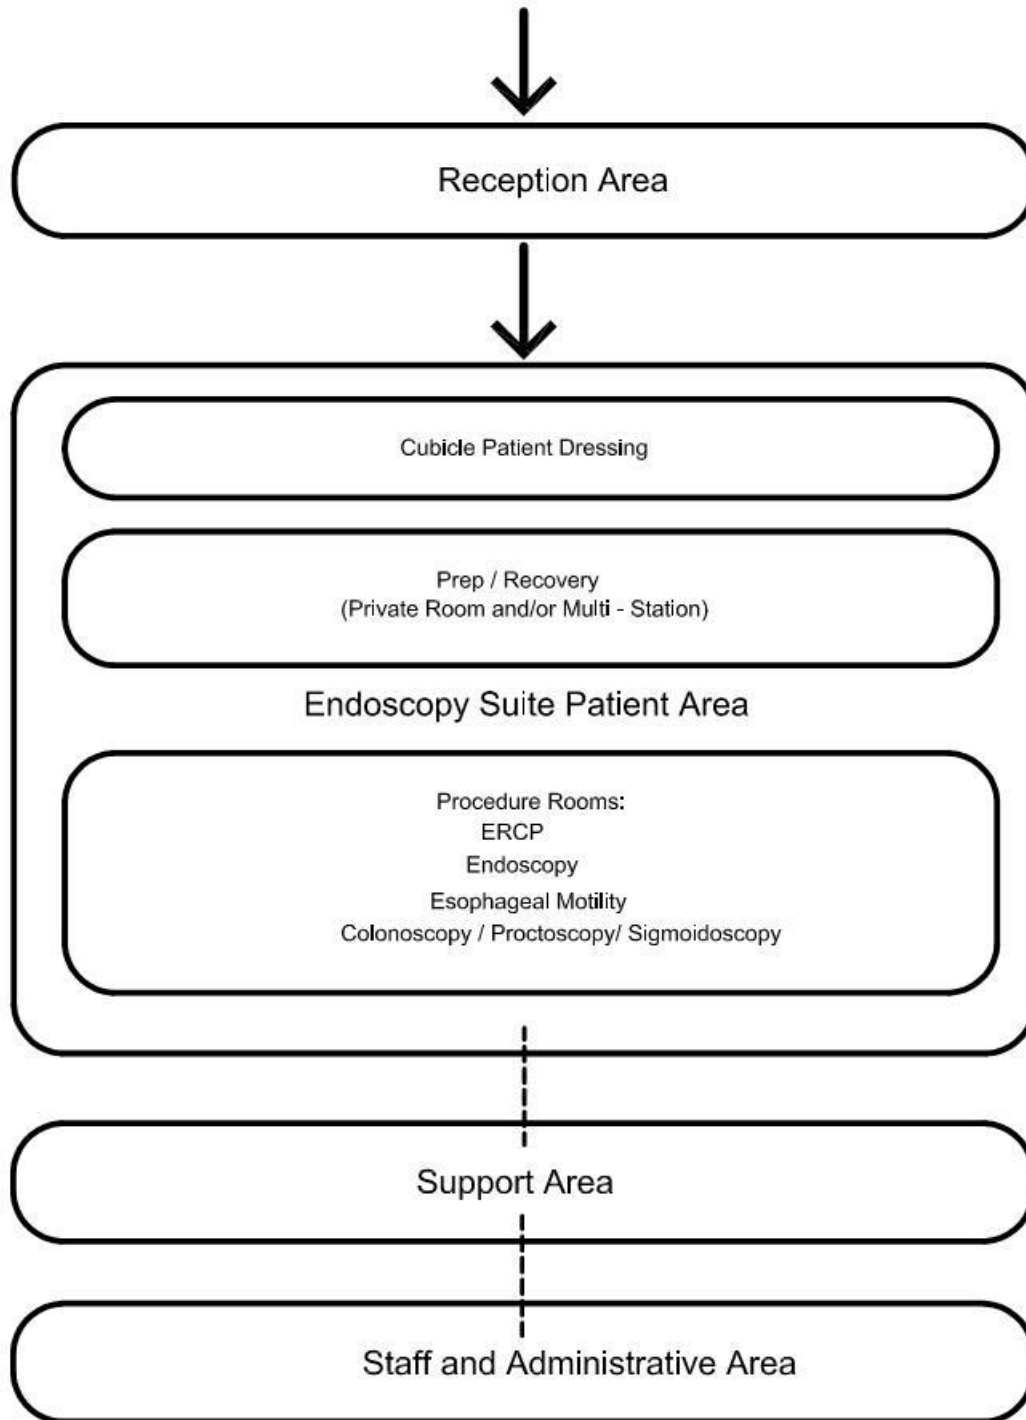 Reception Area
Cubicle Patient Dressing
Prep / Recovery
(Private Room and/or Multi - Station)
Endoscopy Suite Patient Area
Procedure Rooms:
ERCP
Endoscopy
Esophageal Motility
Colonoscopy / Proctoscopy/ Sigmoidoscopy
Support Area
Staff and Administrative Area